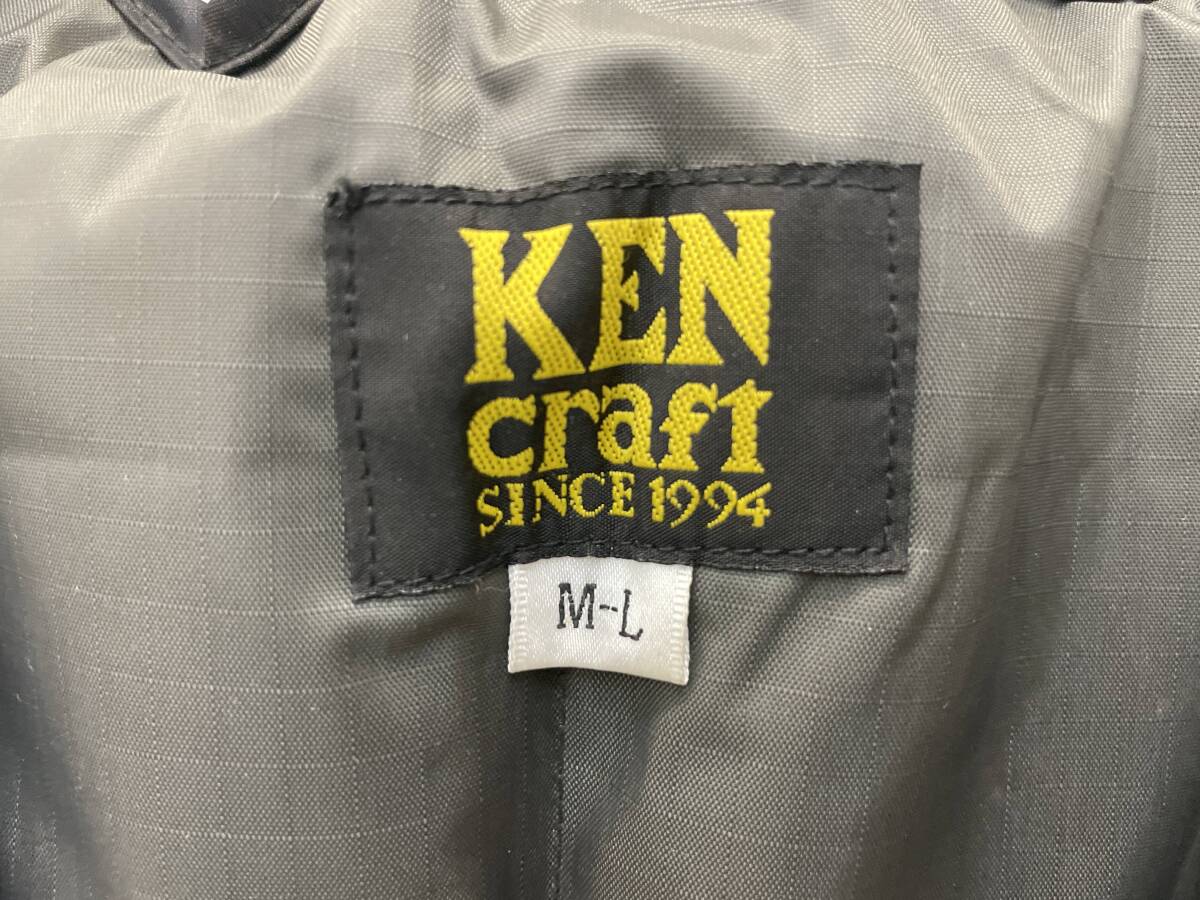 KEN
craft
SINCE 1994
M-L